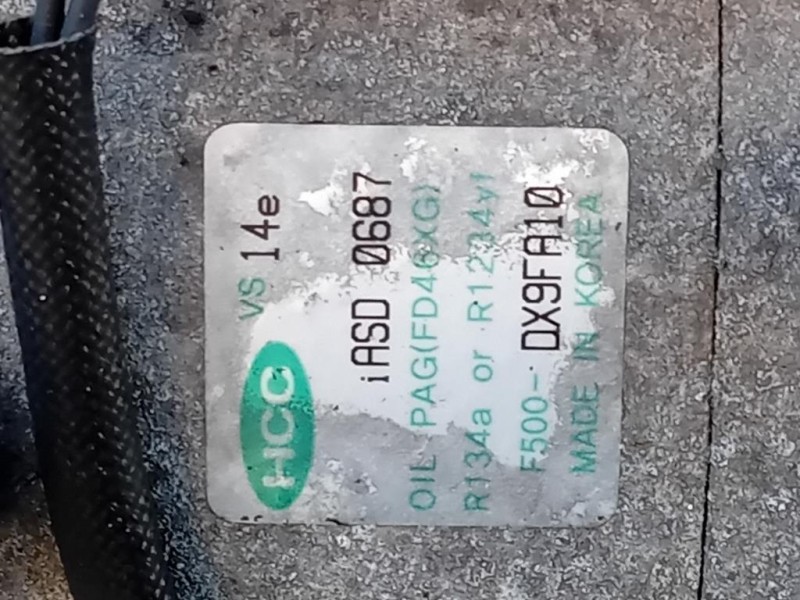 HCC VS 14e
iASD 0687
OIL PAG(FD46XG)
R134a or R1234yf
F500-DX9FA10
MADE IN KOREA